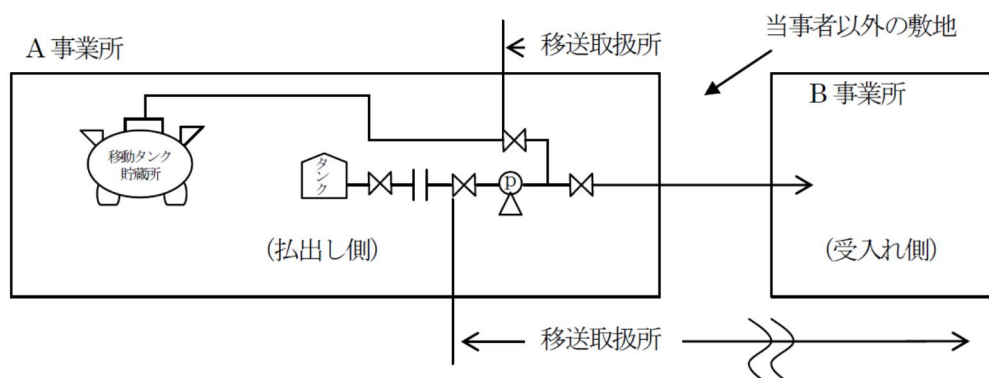 当事者以外の敷地
A 事業所
移送取扱所
B 事業所
移動タンク
貯蔵所
タンク
p
(払出し側)
(受入れ側)
移送取扱所